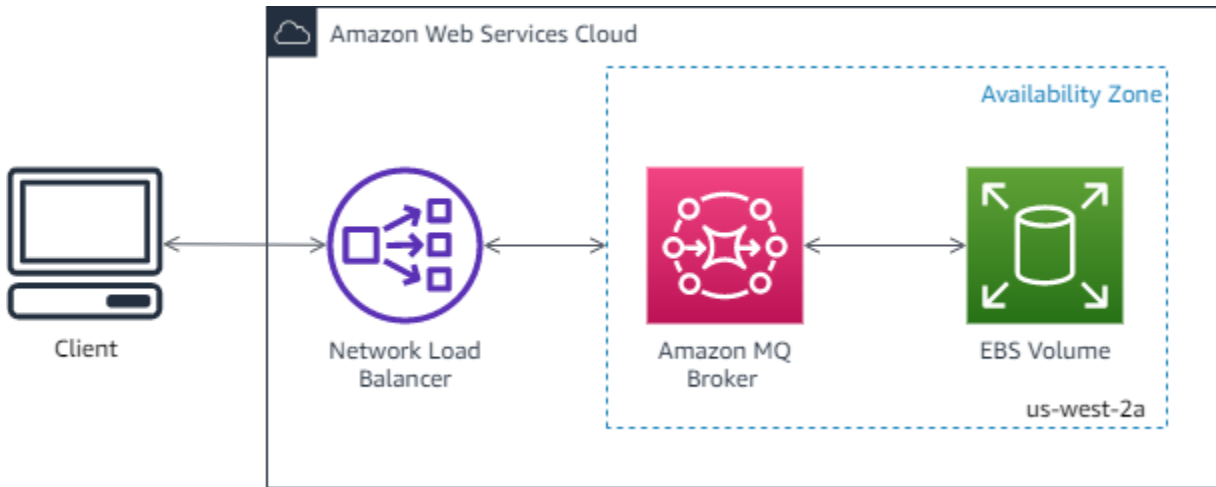 Amazon Web Services Cloud
Availability Zone
Client
Network Load
Balancer
Amazon MQ
Broker
EBS Volume
us-west-2a